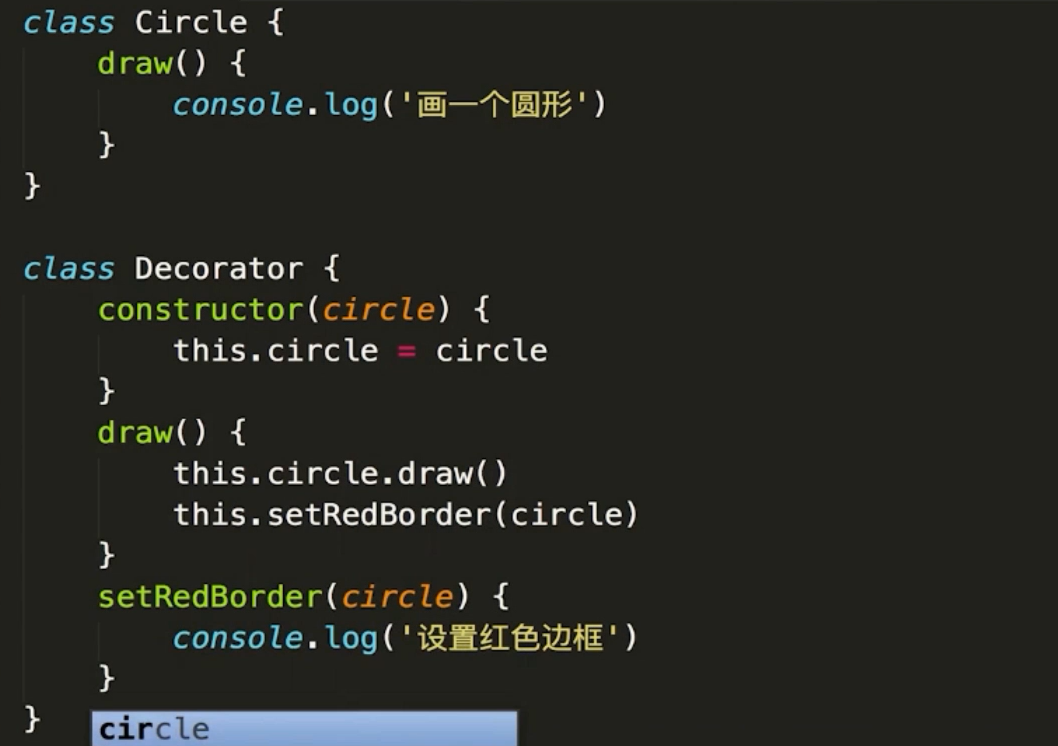 class Circle {
    draw() {
        console.log('画一个圆形')
    }
}

class Decorator {
    constructor(circle) {
        this.circle = circle
    }
    draw() {
        this.circle.draw()
        this.setRedBorder(circle)
    }
    setRedBorder(circle) {
        console.log('设置红色边框')
    }
}
circle